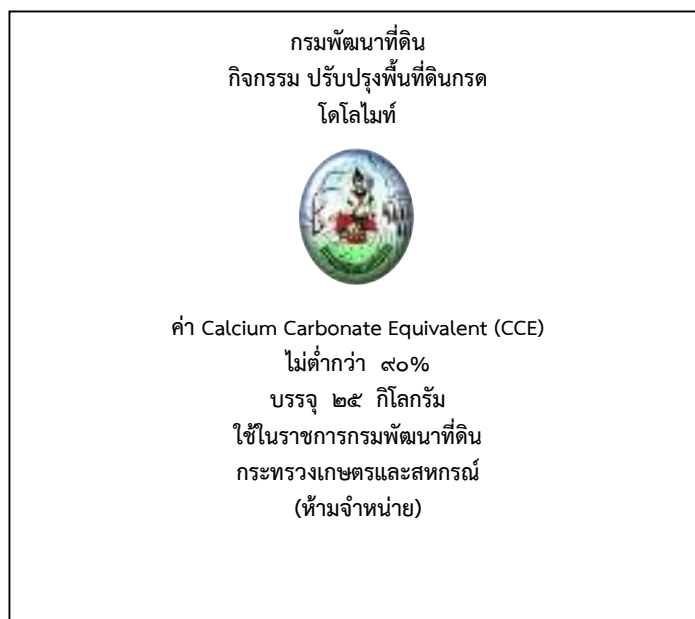 กรมพัฒนาที่ดิน
กิจกรรม ปรับปรุงพื้นที่ดินกรด
โดโลไมท์
ค่า Calcium Carbonate Equivalent (CCE)
ไม่ต่ำกว่า ๙๐%
บรรจุ ๒๕ กิโลกรัม
ใช้ในราชการกรมพัฒนาที่ดิน
กระทรวงเกษตรและสหกรณ์
(ห้ามจำหน่าย)